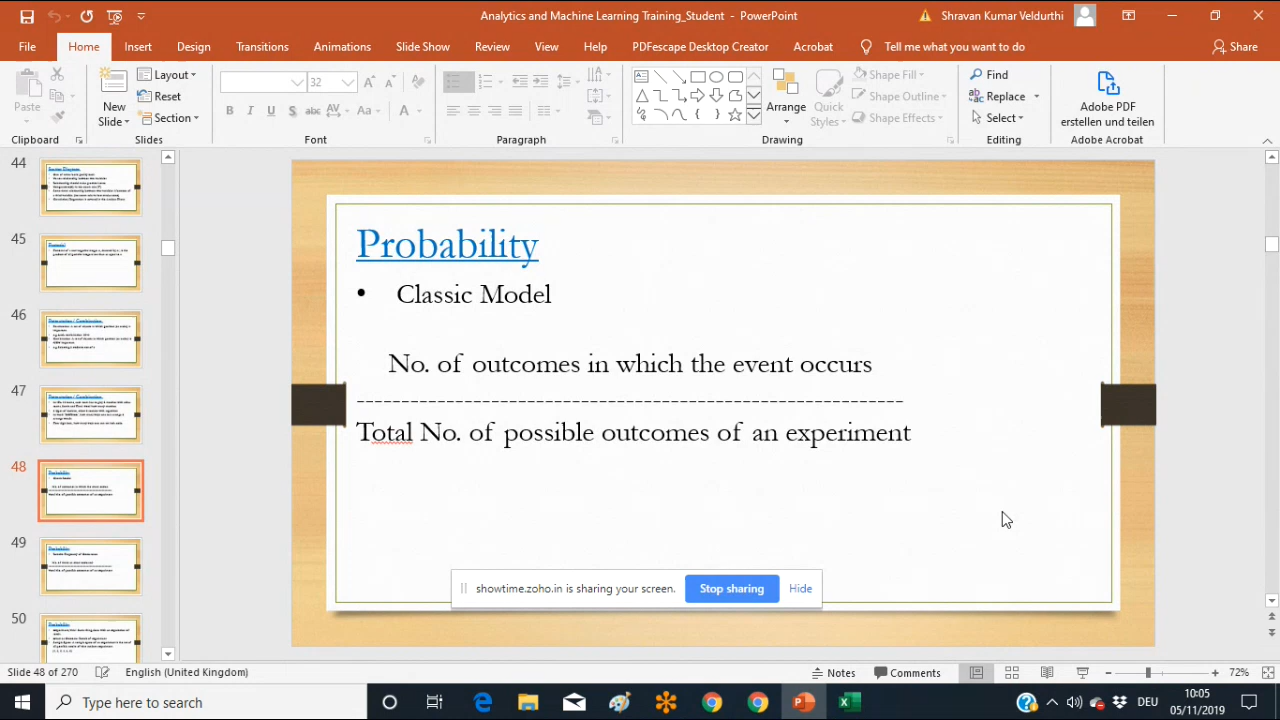 Analytics and Machine Learning Training_Student - PowerPoint
Shravan Kumar Veldurthi
File Home Insert Design Transitions Animations Slide Show Review View Help PDFescape Desktop Creator Acrobat Tell me what you want to do Share
Paste
Clipboard
New Slide
Layout
Reset
Section
Slides
32
B I U S abc AV Aa A
Font
Paragraph
Arrange
Quick Styles
Shape Fill
Shape Outline
Shape Effects
Drawing
Find
Replace
Select
Editing
Adobe PDF
erstellen und teilen
Adobe Acrobat
44
45
46
47
48
49
50
Probability
• Classic Model
No. of outcomes in which the event occurs
-------------------------------------------------------------
Total No. of possible outcomes of an experiment
showtime.zoho.in is sharing your screen. Stop sharing Hide
Slide 48 of 270 English (United Kingdom) Notes Comments 72%
Type here to search
DEU
10:05
05/11/2019